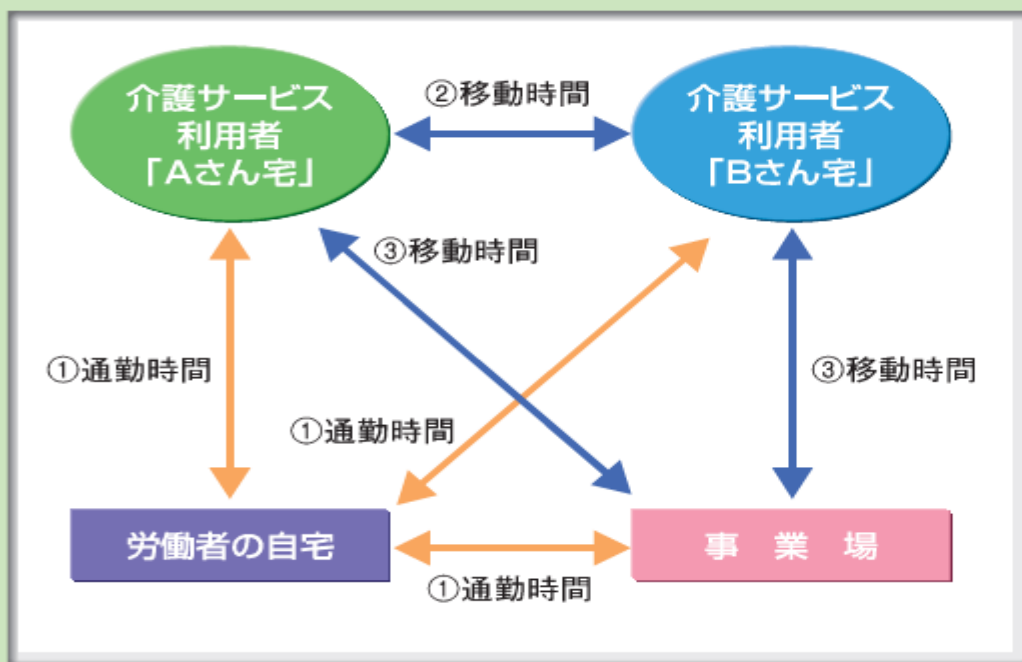 介護サービス
利用者
「Aさん宅」
②移動時間
介護サービス
利用者
「Bさん宅」
③移動時間
①通勤時間
③移動時間
①通勤時間
労働者の自宅
事業場
①通勤時間